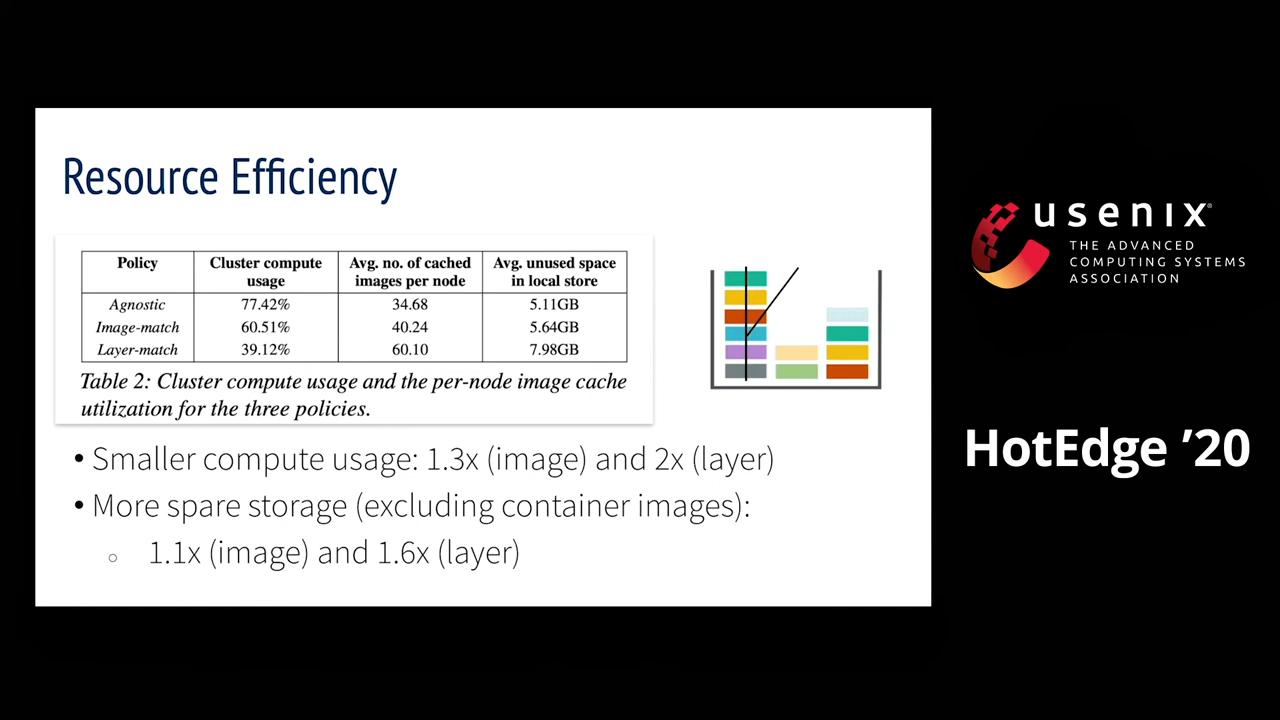 Resource Efficiency
Policy Cluster compute usage Avg. no. of cached images per node Avg. unused space in local store
Agnostic 77.42% 34.68 5.11GB
Image-match 60.51% 40.24 5.64GB
Layer-match 39.12% 60.10 7.98GB
Table 2: Cluster compute usage and the per-node image cache
utilization for the three policies.
• Smaller compute usage: 1.3x (image) and 2x (layer)
• More spare storage (excluding container images):
○ 1.1x (image) and 1.6x (layer)
usenix®
THE ADVANCED
COMPUTING SYSTEMS
ASSOCIATION
HotEdge ’20